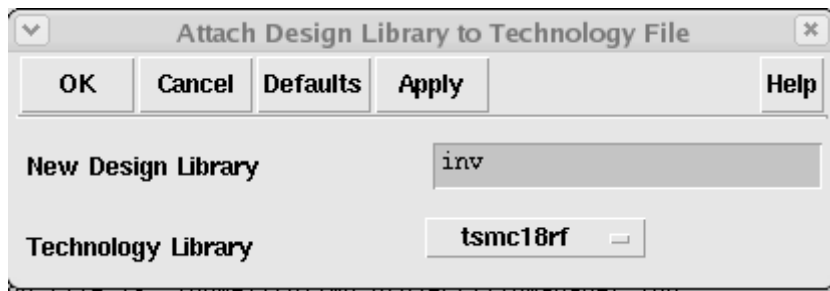 Attach Design Library to Technology File
OK Cancel Defaults Apply Help
New Design Library inv
Technology Library tsmc18rf